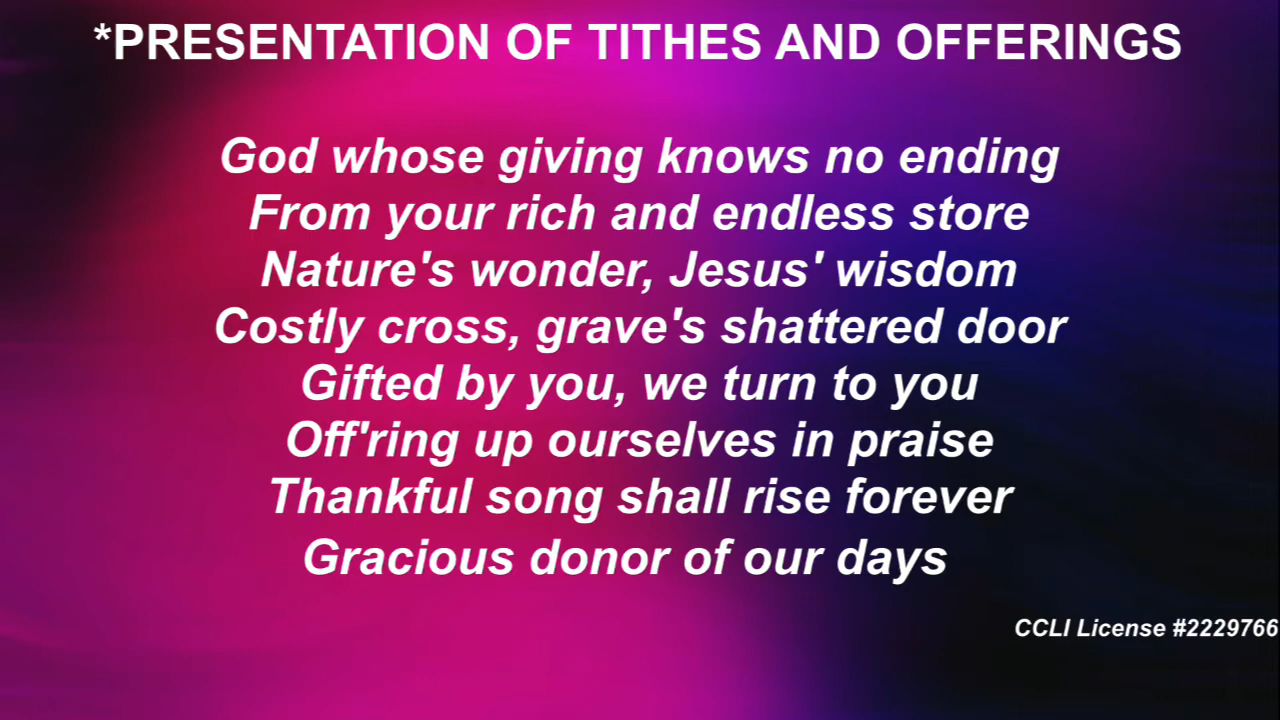 *PRESENTATION OF TITHES AND OFFERINGS
God whose giving knows no ending
From your rich and endless store
Nature's wonder, Jesus' wisdom
Costly cross, grave's shattered door
Gifted by you, we turn to you
Off'ring up ourselves in praise
Thankful song shall rise forever
Gracious donor of our days
CCLI License #2229766